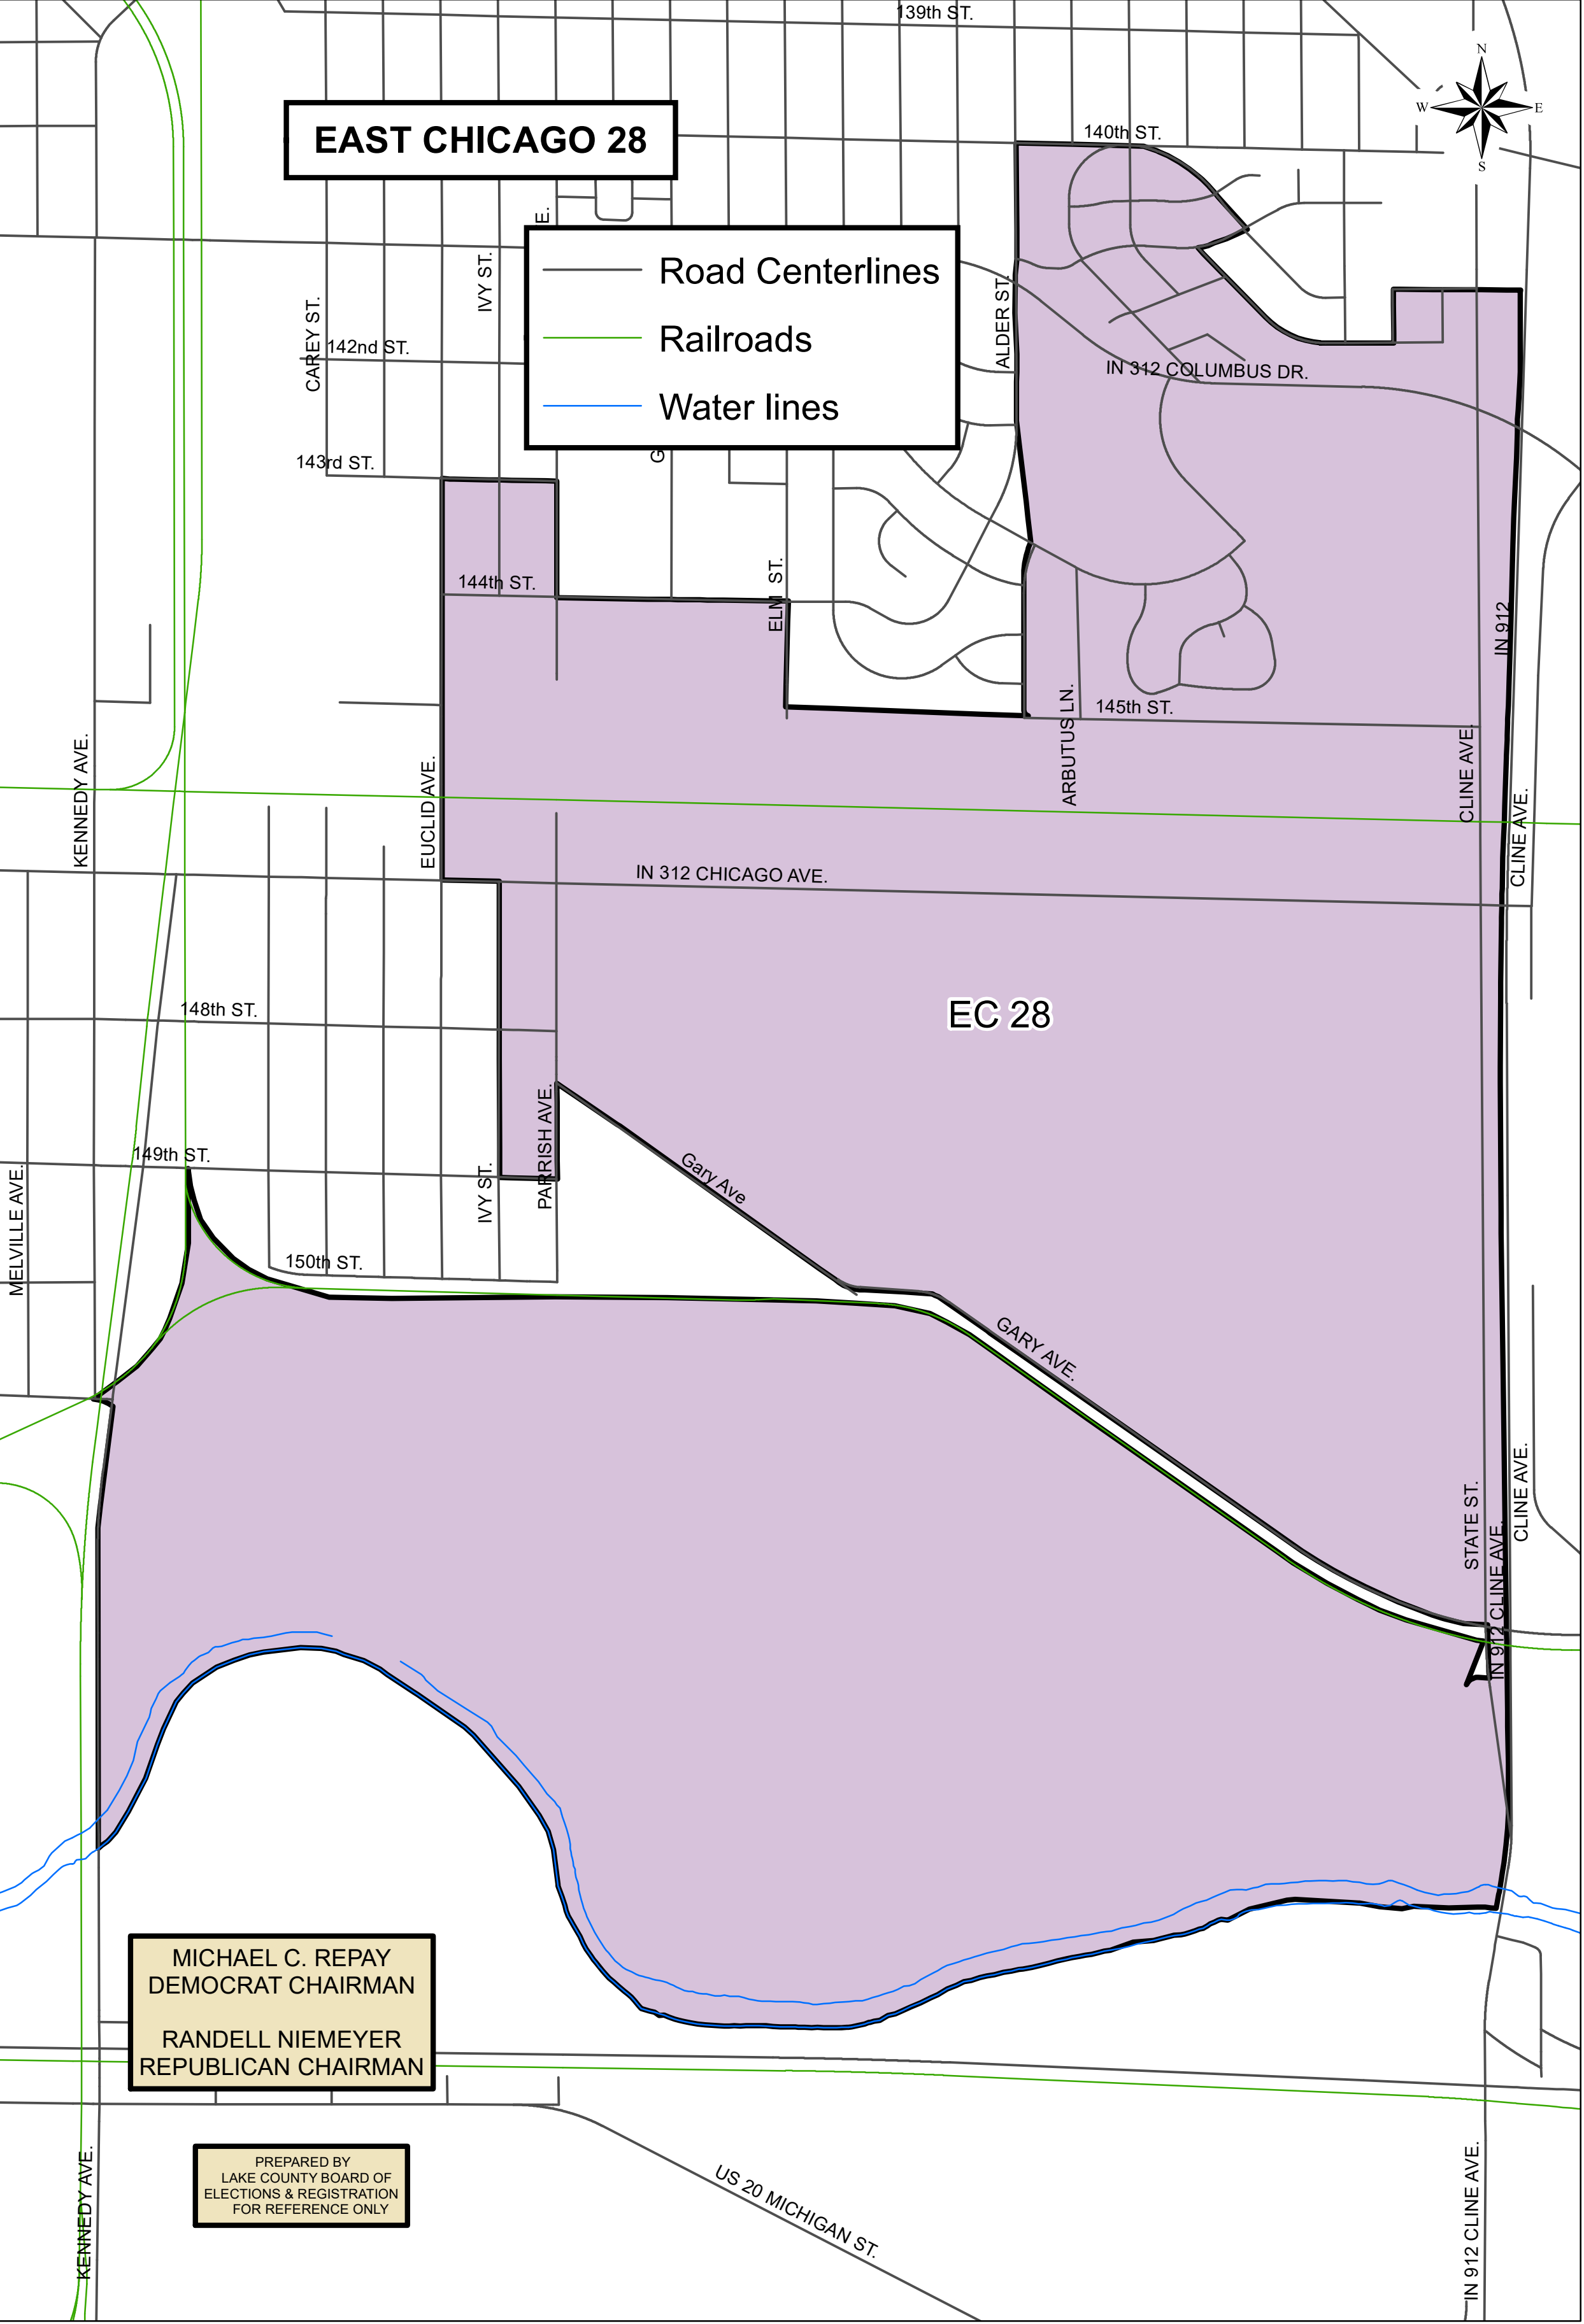 139th ST.
N
W
E
S
EAST CHICAGO 28
140th ST.
E.
IVY ST.
Road Centerlines
Railroads
Water lines
CAREY ST.
142nd ST.
ALDER ST.
IN 312 COLUMBUS DR.
143rd ST.
G
144th ST.
ELM ST.
IN 912
ARBUTUS LN.
145th ST.
KENNEDY AVE.
EUCLID AVE.
CLINE AVE.
CLINE AVE.
IN 312 CHICAGO AVE.
EC 28
148th ST.
149th ST.
MELVILLE AVE.
IVY ST.
PARRISH AVE.
Gary Ave
150th ST.
GARY AVE.
STATE ST.
CLINE AVE.
IN 912 CLINE AVE.
MICHAEL C. REPAY
DEMOCRAT CHAIRMAN
RANDELL NIEMEYER
REPUBLICAN CHAIRMAN
PREPARED BY
LAKE COUNTY BOARD OF
ELECTIONS & REGISTRATION
FOR REFERENCE ONLY
KENNEDY AVE.
US 20 MICHIGAN ST.
IN 912 CLINE AVE.